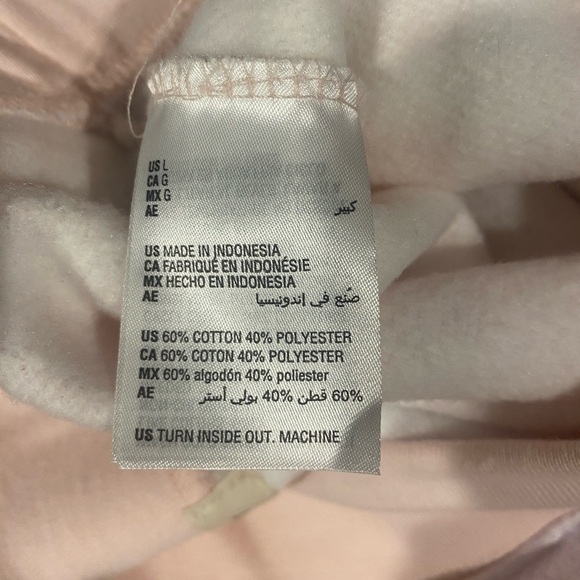 US L
CA G
MX G
AE كبير
US MADE IN INDONESIA
CA FABRIQUÉ EN INDONÉSIE
MX HECHO EN INDONESIA
AE صُنع في إندونيسيا
US 60% COTTON 40% POLYESTER
CA 60% COTON 40% POLYESTER
MX 60% algodón 40% poliester
AE 60% قطن %40 بولي أستر
US TURN INSIDE OUT. MACHINE